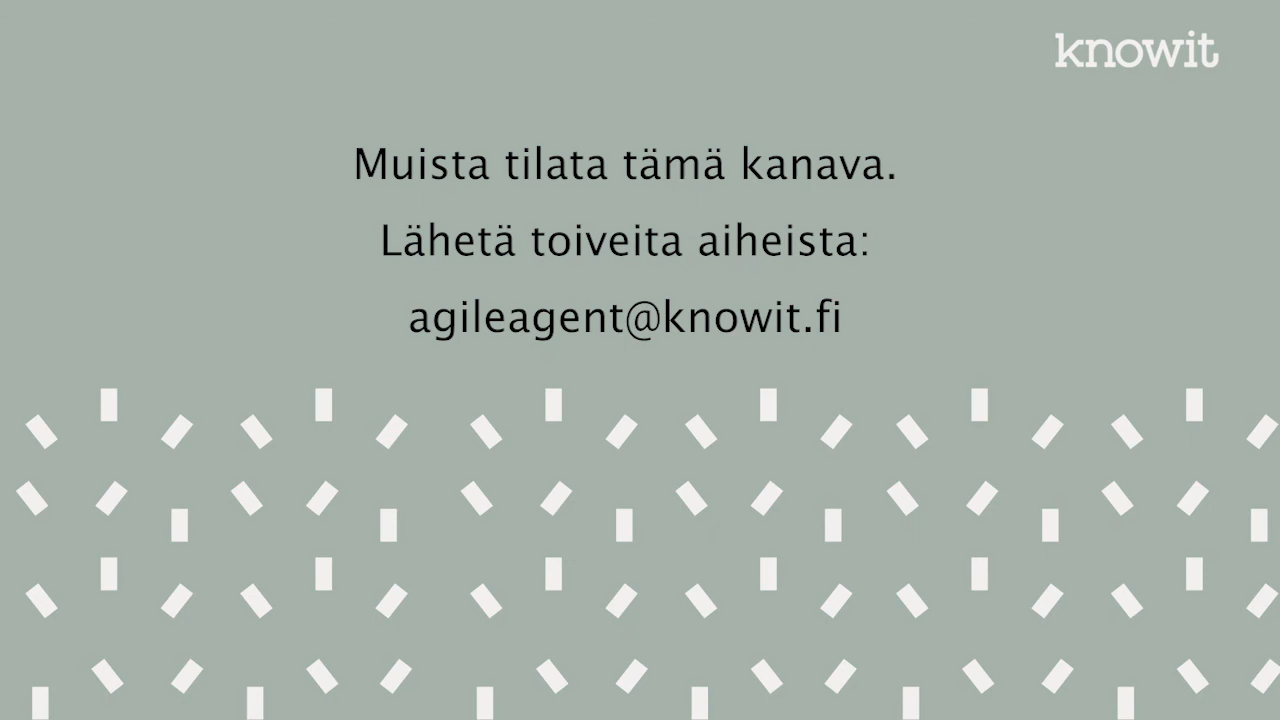 knowit
Muista tilata tämä kanava.
Lähetä toiveita aiheista:
agileagent@knowit.fi